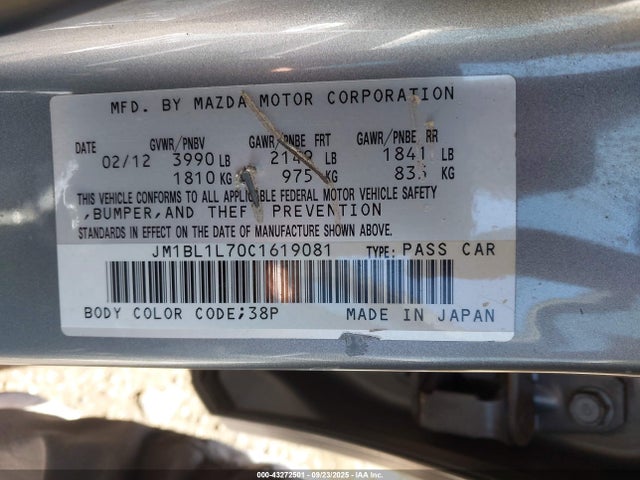 MFD. BY MAZDA MOTOR CORPORATION
DATE GVWR/PNBV GAWR/PNBE FRT GAWR/PNBE RR
02/12 3990 LB 2149 LB 1841 LB
1810 KG 975 KG 835 KG
THIS VEHICLE CONFORMS TO ALL APPLICABLE FEDERAL MOTOR VEHICLE SAFETY
,BUMPER,AND THEFT PREVENTION
STANDARDS IN EFFECT ON THE DATE OF MANUFACTURE SHOWN ABOVE.
JM1BL1L70C1619081 TYPE: PASS CAR
BODY COLOR CODE;38P MADE IN JAPAN
000-43272501 - 09/23/2025 - IAA Inc.